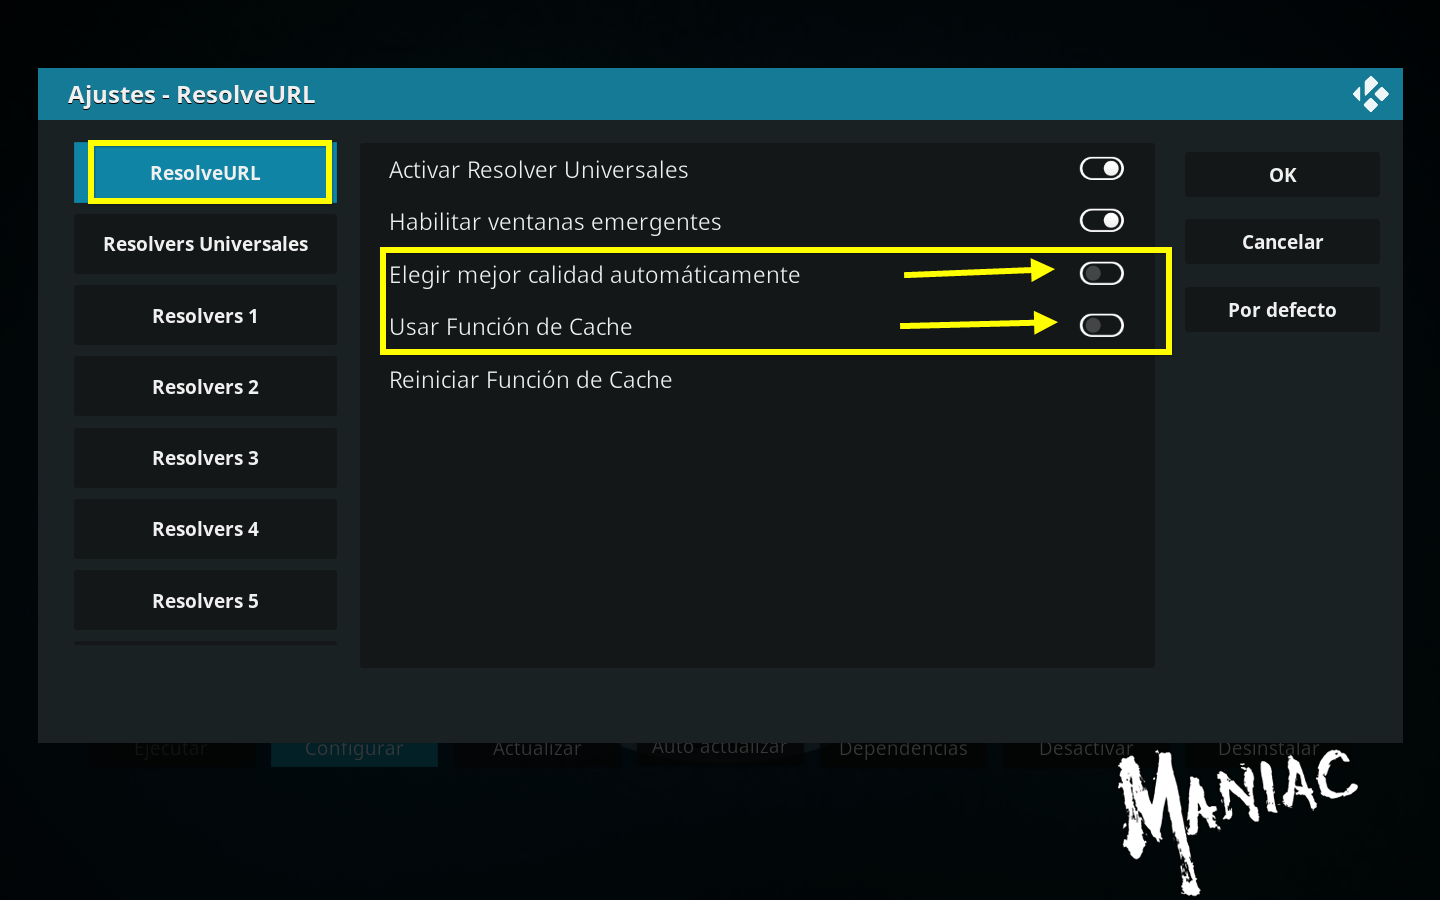 Ajustes - ResolveURL
ResolveURL
Resolvers Universales
Resolvers 1
Resolvers 2
Resolvers 3
Resolvers 4
Resolvers 5
Activar Resolver Universales
Habilitar ventanas emergentes
Elegir mejor calidad automáticamente
Usar Función de Cache
Reiniciar Función de Cache
OK
Cancelar
Por defecto
Ejecutar
Configurar
Actualizar
Auto actualizar
Dependencias
Desactivar
Desinstalar
MANIAC